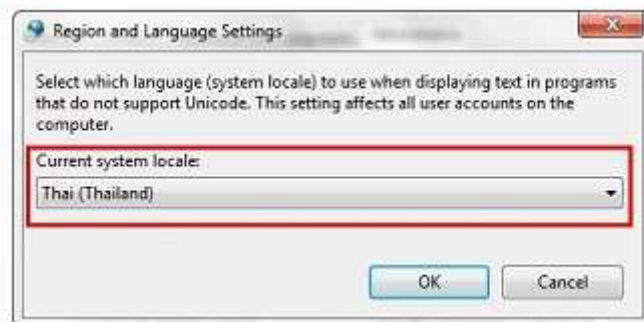 Region and Language Settings
Select which language (system locale) to use when displaying text in programs
that do not support Unicode. This setting affects all user accounts on the
computer.
Current system locale:
Thai (Thailand)
OK
Cancel